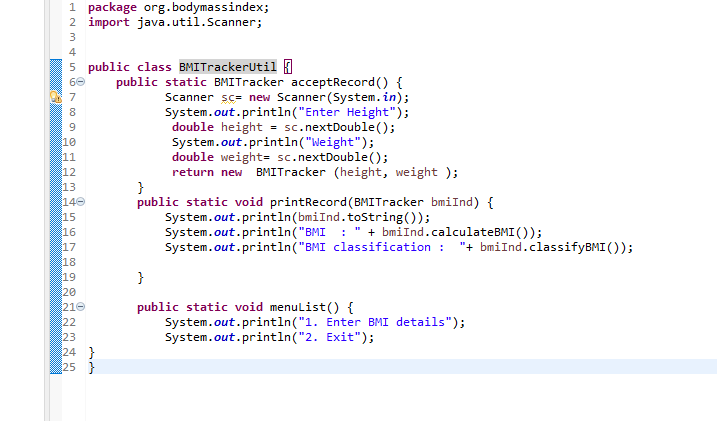 1 package org.bodymassindex;
2 import java.util.Scanner;
3
4
5 public class BMITrackerUtil {
6     public static BMITracker acceptRecord() {
7            Scanner sc= new Scanner(System.in);
8            System.out.println("Enter Height");
9             double height = sc.nextDouble();
10             System.out.println("Weight");
11             double weight= sc.nextDouble();
12             return new  BMITracker (height, weight );
13        }
14        public static void printRecord(BMITracker bmiInd) {
15            System.out.println(bmiInd.toString());
16            System.out.println("BMI  : " + bmiInd.calculateBMI());
17            System.out.println("BMI classification :  "+ bmiInd.classifyBMI());
18
19        }
20
21        public static void menuList() {
22            System.out.println("1. Enter BMI details");
23            System.out.println("2. Exit");
24 }
25 }